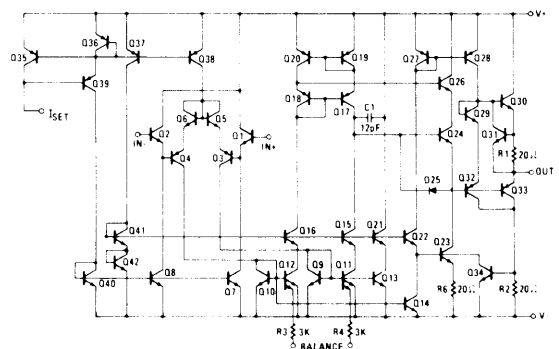 V+
Q36 Q37
Q35 Q38 Q20 Q19 Q27 Q28
Q39 Q26 Q30
Q18 Q17 Q29
I SET
Q6 Q5 C1 Q31
Q2 Q1 12pF Q24 R1 20Ω
IN- IN+
Q4 Q3 Q25 Q32 OUT
Q33
Q41 Q16 Q15 Q21 Q22
Q42 Q23
Q12 Q9 Q11 Q34
Q40 Q8 Q7 Q10 Q13 R6 20Ω R2 20Ω
Q14
V-
R3 3K R4 3K
BALANCE